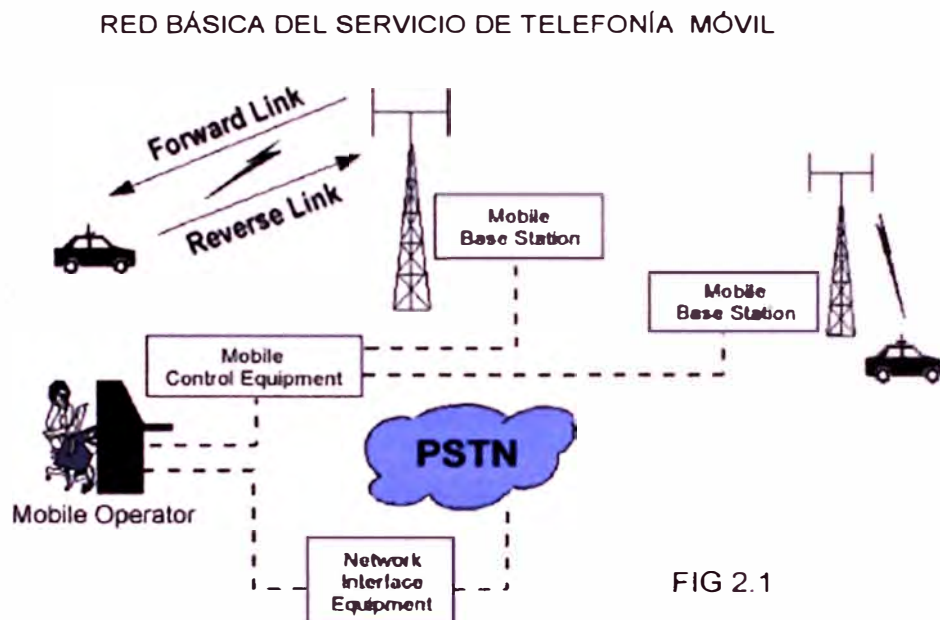 RED BÁSICA DEL SERVICIO DE TELEFONÍA MÓVIL
Forward Link
Reverse Link
Mobile
Base Station
Mobile
Base Station
Mobile
Control Equipment
PSTN
Mobile Operator
Network
Interface
Equipment
FIG 2.1